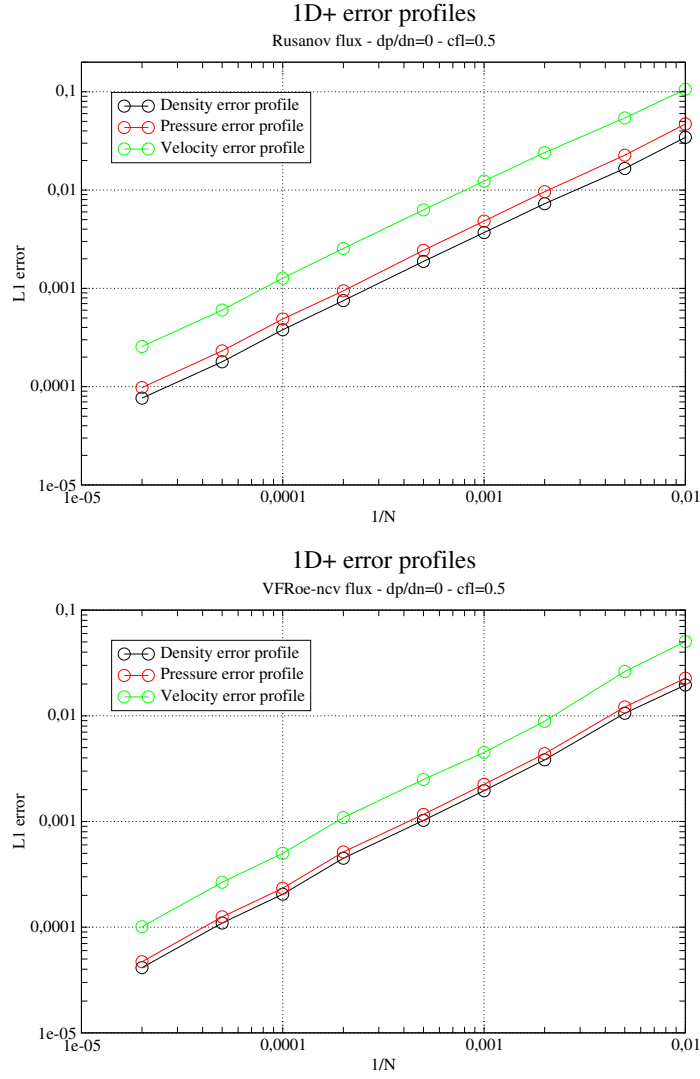 1D+ error profiles
Rusanov flux - dp/dn=0 - cfl=0.5
0,1
Density error profile
Pressure error profile
Velocity error profile
0,01
L1 error
0,001
0,0001
1e-05
1e-05 0,0001 0,001 0,01
1/N
1D+ error profiles
VFRoe-ncv flux - dp/dn=0 - cfl=0.5
0,1
Density error profile
Pressure error profile
Velocity error profile
0,01
L1 error
0,001
0,0001
1e-05
1e-05 0,0001 0,001 0,01
1/N